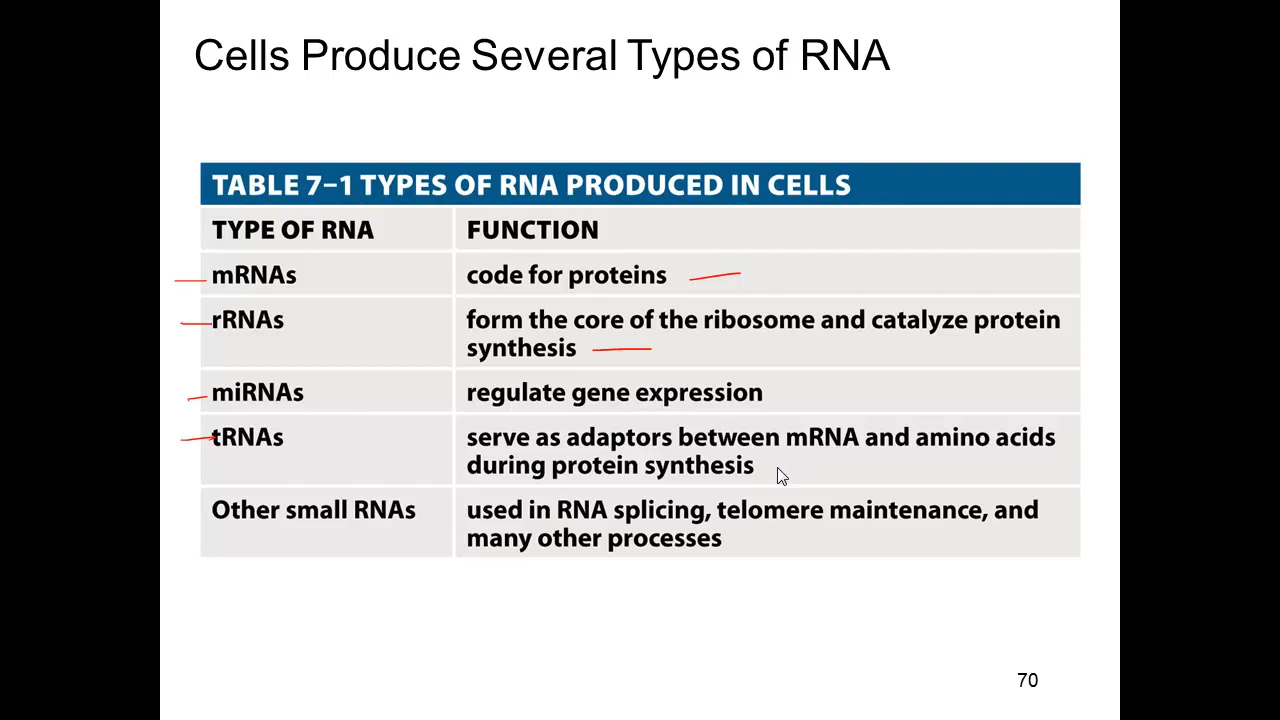 Cells Produce Several Types of RNA
TABLE 7–1 TYPES OF RNA PRODUCED IN CELLS
TYPE OF RNA FUNCTION
mRNAs code for proteins
rRNAs form the core of the ribosome and catalyze protein
synthesis
miRNAs regulate gene expression
tRNAs serve as adaptors between mRNA and amino acids
during protein synthesis
Other small RNAs used in RNA splicing, telomere maintenance, and
many other processes
70